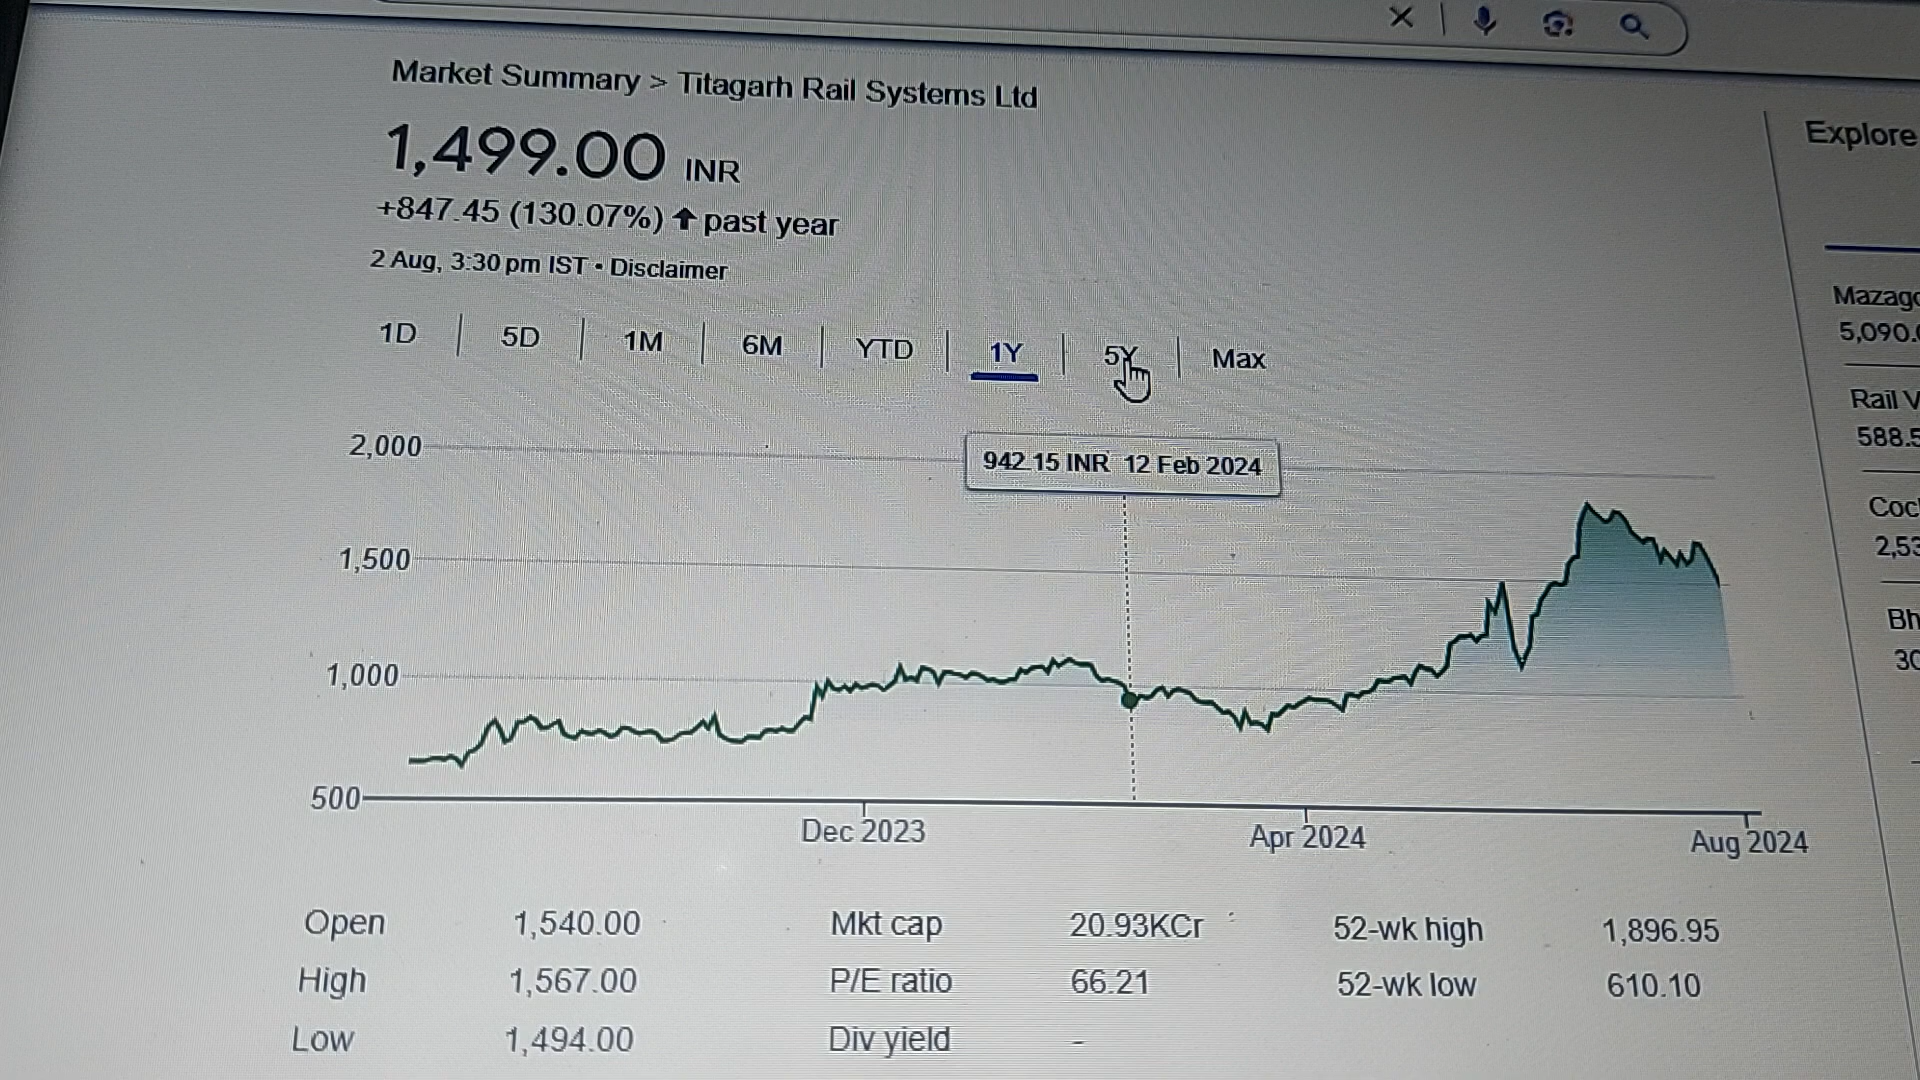 Market Summary > Titagarh Rail Systems Ltd
1,499.00 INR
+847.45 (130.07%) ↑ past year
2 Aug, 3:30 pm IST • Disclaimer
1D | 5D | 1M | 6M | YTD | 1Y | 5Y | Max
942.15 INR 12 Feb 2024
2,000
1,500
1,000
500
Dec 2023 Apr 2024 Aug 2024
Open 1,540.00 Mkt cap 20.93KCr 52-wk high 1,896.95
High 1,567.00 P/E ratio 66.21 52-wk low 610.10
Low 1,494.00 Div yield -
Explore
Rail V
588.5